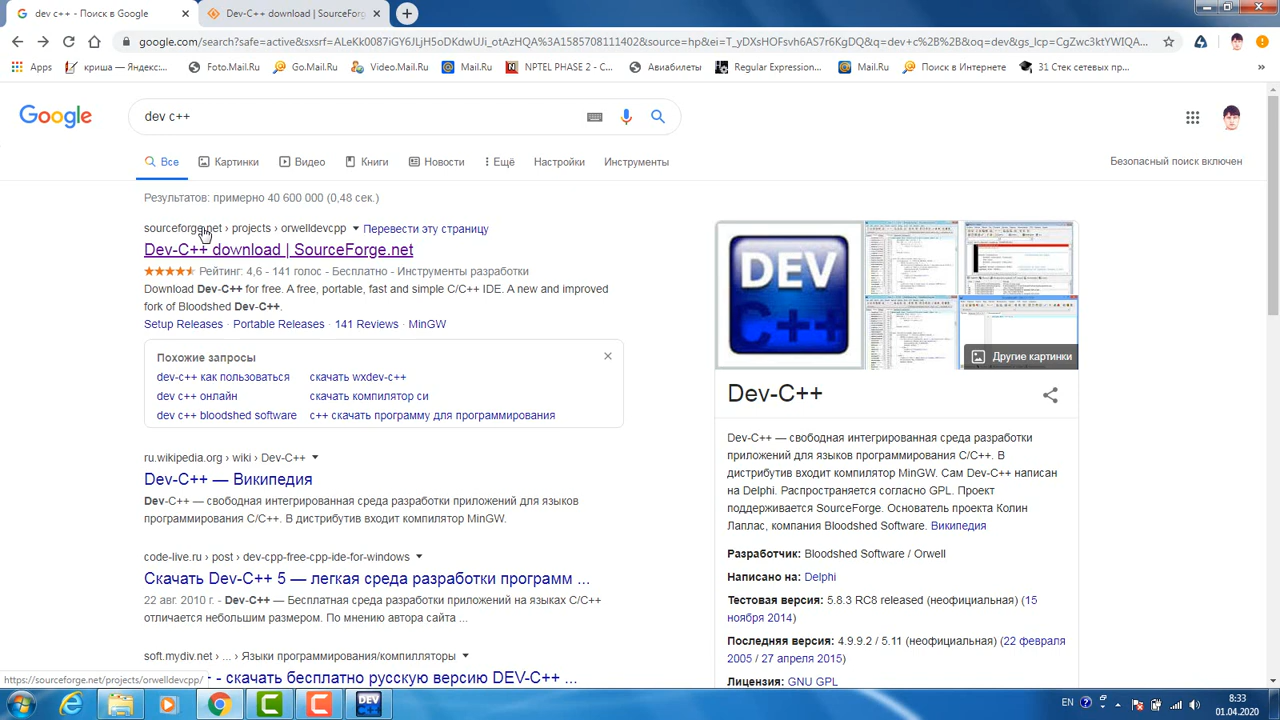 dev c++ - Поиск в Google
Dev-C++ download | SourceForg
google.com/search?safe=active&sxsrf=ALeKk0087iGY6JLjH5oDKdwUJi_otAzHQA%3A1585708111402&source=hp&ei=T_yDXsHOFsvh6AS7r6KgDQ&q=dev+c%2B%2B&oq=dev&gs_lcp=CgZwc3ktYWIQA...
Apps
криша — Яндекс:...
Foto.Mail.Ru
Go.Mail.Ru
Video.Mail.Ru
Mail.Ru
NPTEL PHASE 2 - C...
Авиабилеты
Regular Expression...
Mail.Ru
Поиск в Интернете
31 Стек сетевых пр...
»
Google
dev c++
Все
Картинки
Видео
Книги
Новости
Ещё
Настройки
Инструменты
Безопасный поиск включен
Результатов: примерно 40 600 000 (0,48 сек.)
Перевести эту страницу
Dev-C++ download | SourceForge.net
Инструменты разработки
Download Dev-C++ for free. A free, portable, fast and simple C/C++ IDE. A new and improved
fork of Bloodshed Dev-C++
Setup Releases · Portable Releases · 141 Reviews · MinGW
Похожие запросы
dev-c++ как пользоваться
скачать wxdev-c++
dev c++ онлайн
скачать компилятор си
dev c++ bloodshed software
c++ скачать программу для программирования
ru.wikipedia.org › wiki › Dev-C++
Dev-C++ — Википедия
Dev-C++ — свободная интегрированная среда разработки приложений для языков
программирования C/C++. В дистрибутив входит компилятор MinGW.
code-live.ru › post › dev-cpp-free-cpp-ide-for-windows
Скачать Dev-C++ 5 — легкая среда разработки программ ...
22 авг. 2010 г. - Dev-C++ — Бесплатная среда разработки приложений на языках C/C++
отличается небольшим размером. По мнению автора сайта ...
soft.mydiv.net › ... › Языки программирования/компилляторы
- скачать бесплатно русскую версию DEV-C++ ...
https://sourceforge.net/projects/orwelldevcpp/
DEV
C++
Другие картинки
Dev-C++
Dev-C++ — свободная интегрированная среда разработки
приложений для языков программирования C/C++. В
дистрибутив входит компилятор MinGW. Сам Dev-C++ написан
на Delphi. Распространяется согласно GPL. Проект
поддерживается SourceForge. Основатель проекта Колин
Лаплас, компания Bloodshed Software. Википедия
Разработчик: Bloodshed Software / Orwell
Написано на: Delphi
Тестовая версия: 5.8.3 RC8 released (неофициальная) (15
ноября 2014)
Последняя версия: 4.9.9.2 / 5.11 (неофициальная) (22 февраля
2005 / 27 апреля 2015)
Лицензия: GNU GPL
EN
8:33
01.04.2020